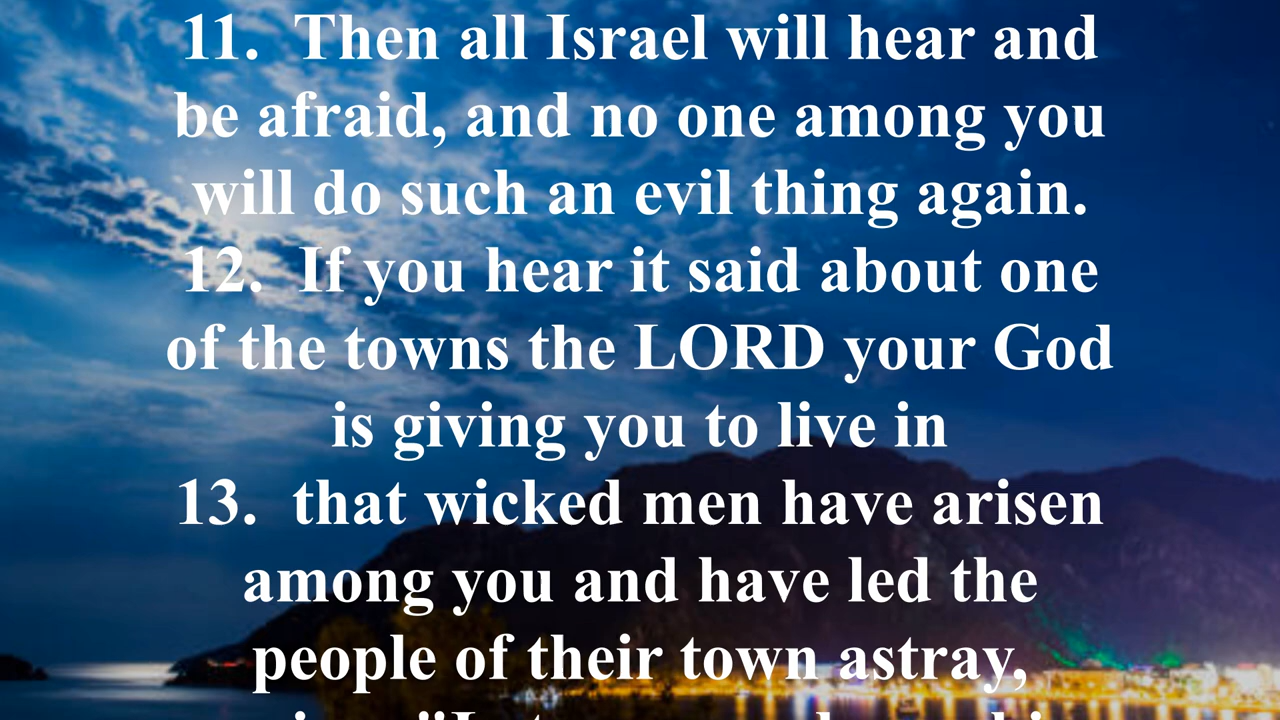 11.  Then all Israel will hear and
be afraid, and no one among you
will do such an evil thing again.
12.  If you hear it said about one
of the towns the LORD your God
is giving you to live in
13.  that wicked men have arisen
among you and have led the
people of their town astray,